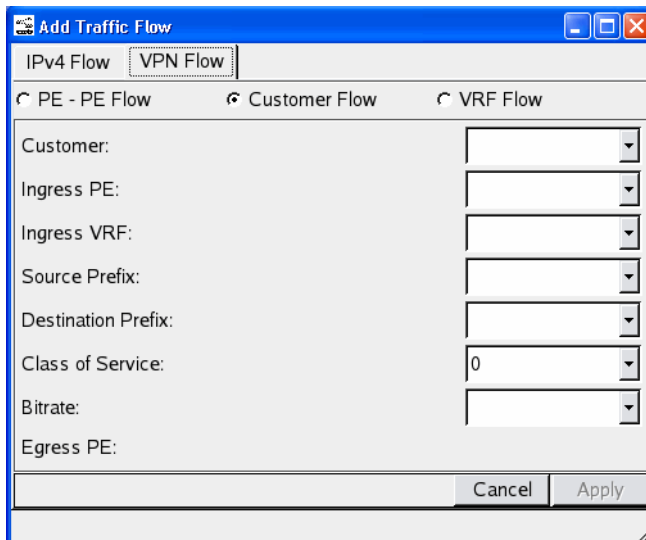 Add Traffic Flow
IPv4 Flow VPN Flow
PE - PE Flow Customer Flow VRF Flow
Customer:
Ingress PE:
Ingress VRF:
Source Prefix:
Destination Prefix:
Class of Service: 0
Bitrate:
Egress PE:
Cancel Apply